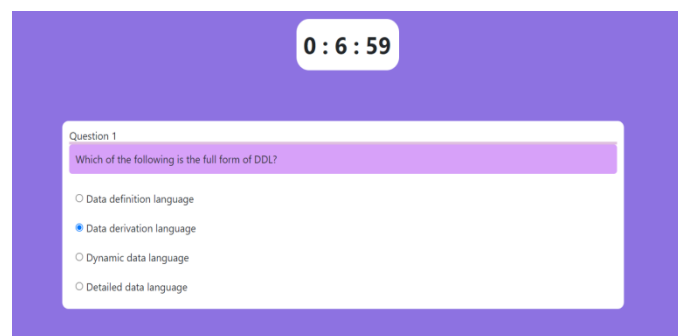 0 : 6 : 59
Question 1
Which of the following is the full form of DDL?
Data definition language
Data derivation language
Dynamic data language
Detailed data language